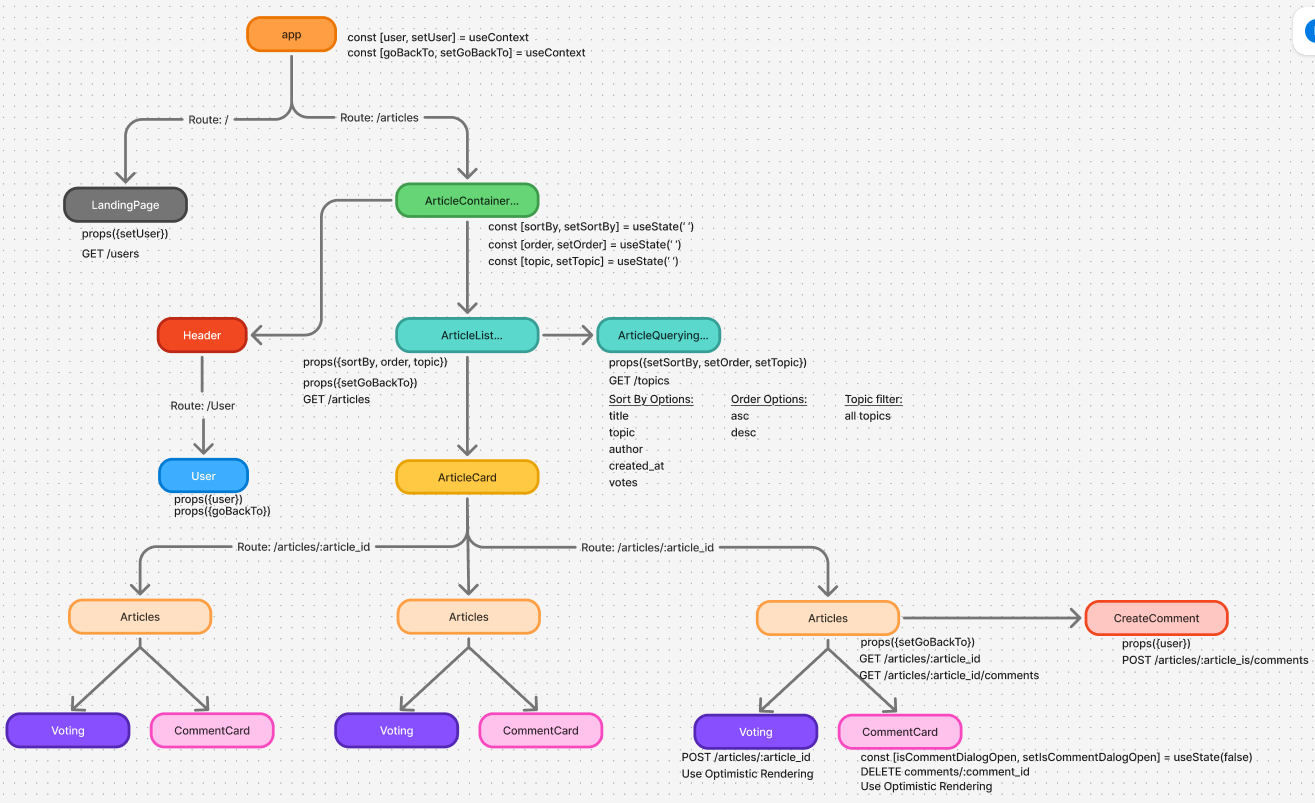 app
const [user, setUser] = useContext
const [goBackTo, setGoBackTo] = useContext
Route: /
Route: /articles
LandingPage
props({setUser})
GET /users
ArticleContainer...
const [sortBy, setSortBy] = useState(‘ ’)
const [order, setOrder] = useState(‘ ’)
const [topic, setTopic] = useState(‘ ’)
Header
ArticleList...
ArticleQuerying...
props({sortBy, order, topic})
props({setGoBackTo})
GET /articles
props({setSortBy, setOrder, setTopic})
GET /topics
Sort By Options:
title
topic
author
created_at
votes
Order Options:
asc
desc
Topic filter:
all topics
Route: /User
User
props({user})
props({goBackTo})
ArticleCard
Route: /articles/:article_id
Route: /articles/:article_id
Articles
Articles
Articles
props({setGoBackTo})
GET /articles/:article_id
GET /articles/:article_id/comments
CreateComment
props({user})
POST /articles/:article_is/comments
Voting
CommentCard
Voting
CommentCard
Voting
POST /articles/:article_id
Use Optimistic Rendering
CommentCard
const [isCommentDialogOpen, setIsCommentDalogOpen] = useState(false)
DELETE comments/:comment_id
Use Optimistic Rendering